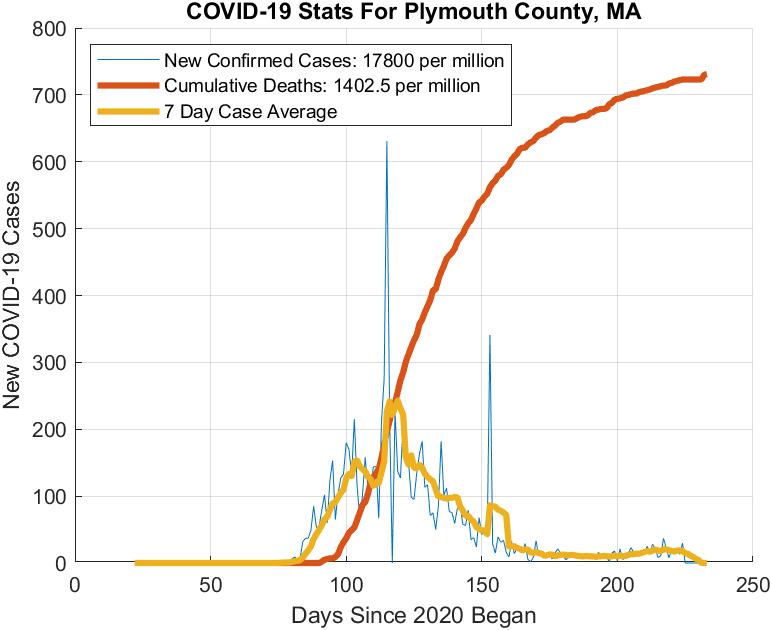 COVID-19 Stats For Plymouth County, MA
800
700
600
500
400
300
200
100
0
New COVID-19 Cases
New Confirmed Cases: 17800 per million
Cumulative Deaths: 1402.5 per million
7 Day Case Average
0 50 100 150 200 250
Days Since 2020 Began